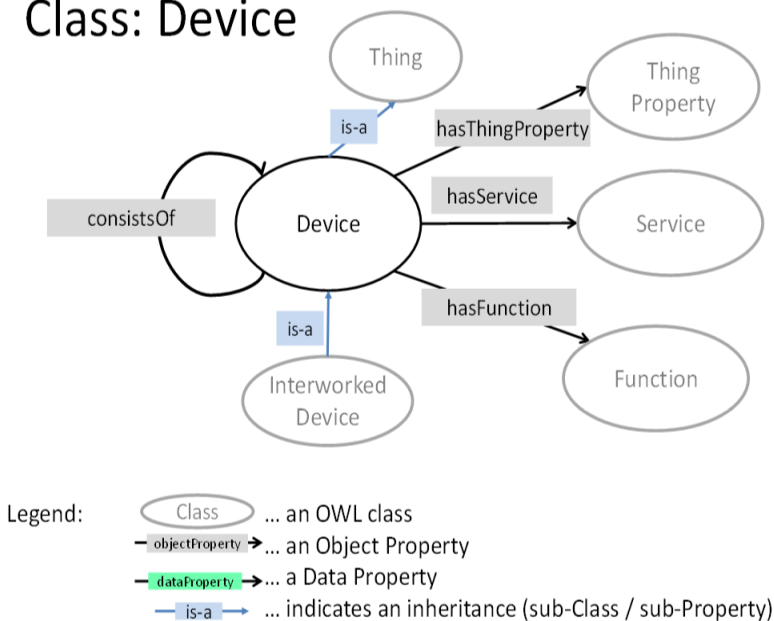 Class: Device
Thing
Thing
Property
is-a
hasThingProperty
hasService
consistsOf
Device
Service
hasFunction
is-a
Interworked
Device
Function
Legend:
Class
... an OWL class
objectProperty
... an Object Property
dataProperty
... a Data Property
is-a
... indicates an inheritance (sub-Class / sub-Property)